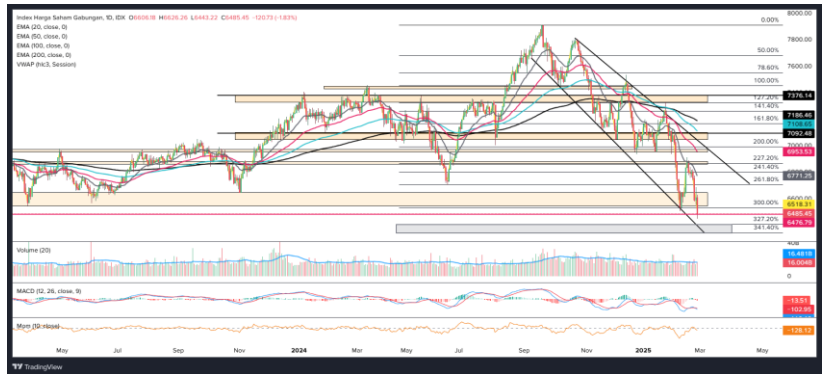 Index Harga Saham Gabungan, 1D, IDX O6606.18 H6626.26 L6443.22 C6485.45 -120.73 (-1.83%)
EMA (20, close, 0)
EMA (50, close, 0)
EMA (100, close, 0)
EMA (200, close, 0)
VWAP (hlc3, Session)
8000.00
0.00%
7800.00
50.00%
7600.00
78.60%
100.00%
7376.14
127.20%
141.40%
7186.46
7108.65
161.80%
7092.48
200.00%
7000.00
6953.53
227.20%
241.40%
6771.25
261.80%
6600.00
300.00%
6518.31
6485.45
6476.79
327.20%
341.40%
Volume (20)
40B
16.481B
16.004B
0
MACD (12, 26, close, 9)
-13.51
-102.95
Mom (10, close)
-128.12
May Jul Sep Nov 2024 Mar May Jul Sep Nov 2025 Mar May
TradingView